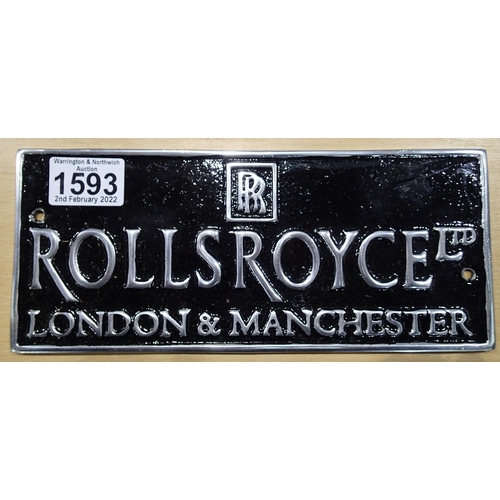 Warrington & Northwich
Auction
1593
2nd February 2022
RR
ROLLSROYCE LTD
LONDON & MANCHESTER